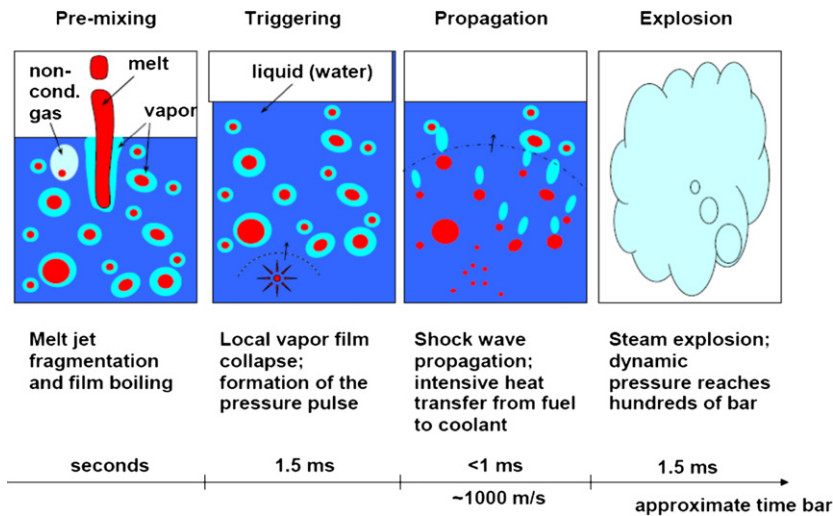 Pre-mixing
Triggering
Propagation
Explosion
non-
cond.
gas
melt
vapor
liquid (water)
Melt jet
fragmentation
and film boiling
Local vapor film
collapse;
formation of the
pressure pulse
Shock wave
propagation;
intensive heat
transfer from fuel
to coolant
Steam explosion;
dynamic
pressure reaches
hundreds of bar
seconds
1.5 ms
<1 ms
1.5 ms
~1000 m/s
approximate time bar